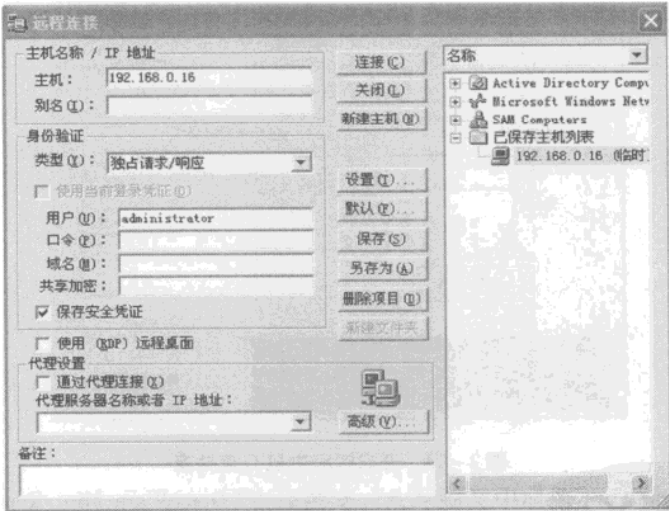 远程连接
主机名称 / IP 地址
主机：
192.168.0.16
别名(I)：
身份验证
类型(Y)：
独占请求/响应
使用当前登录凭证(O)
用户(U)：
administrator
口令(P)：
域名(M)：
共享加密：
保存安全凭证
使用 (RDP) 远程桌面
代理设置
通过代理连接(X)
代理服务器名称或者 IP 地址：
备注：
连接(C)
关闭(L)
新建主机(W)
设置(T)...
默认(F)...
保存(S)
另存为(A)
删除项目(D)
新建文件夹
高级(V)...
名称
Active Directory Compu
Microsoft Windows Netw
SAM Computers
已保存主机列表
192.168.0.16 (临时